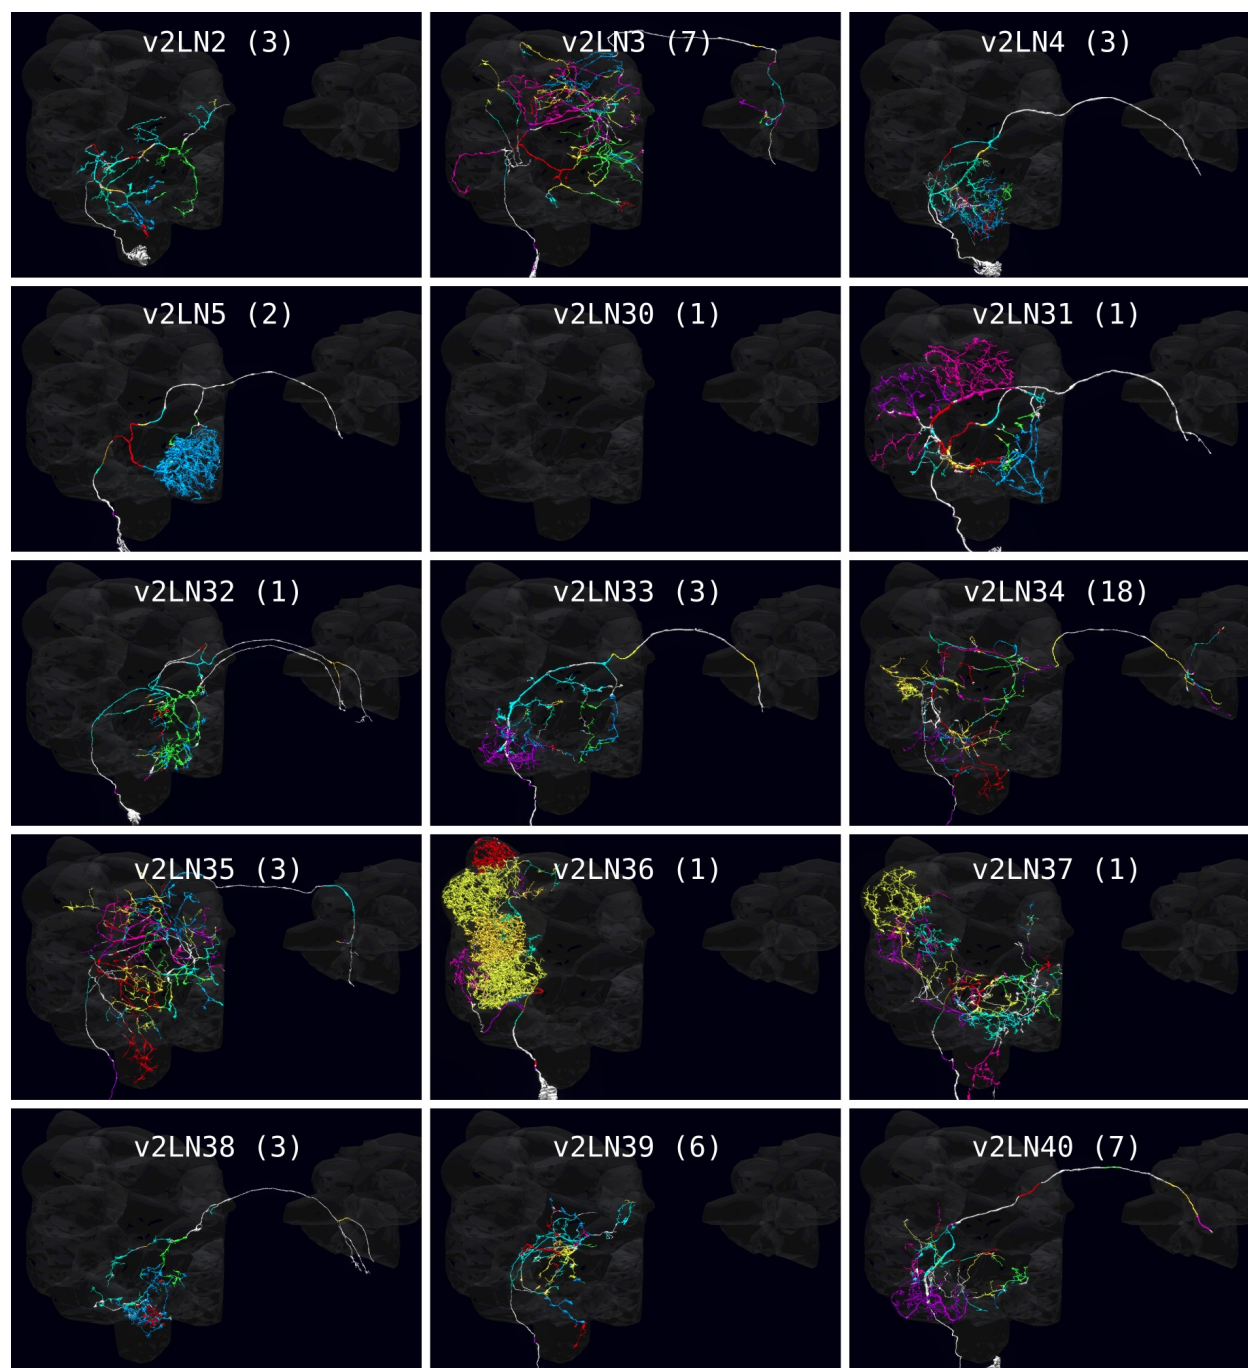 v2LN2 (3)
v2LN3 (7)
v2LN4 (3)
v2LN5 (2)
v2LN30 (1)
v2LN31 (1)
v2LN32 (1)
v2LN33 (3)
v2LN34 (18)
v2LN35 (3)
v2LN36 (1)
v2LN37 (1)
v2LN38 (3)
v2LN39 (6)
v2LN40 (7)